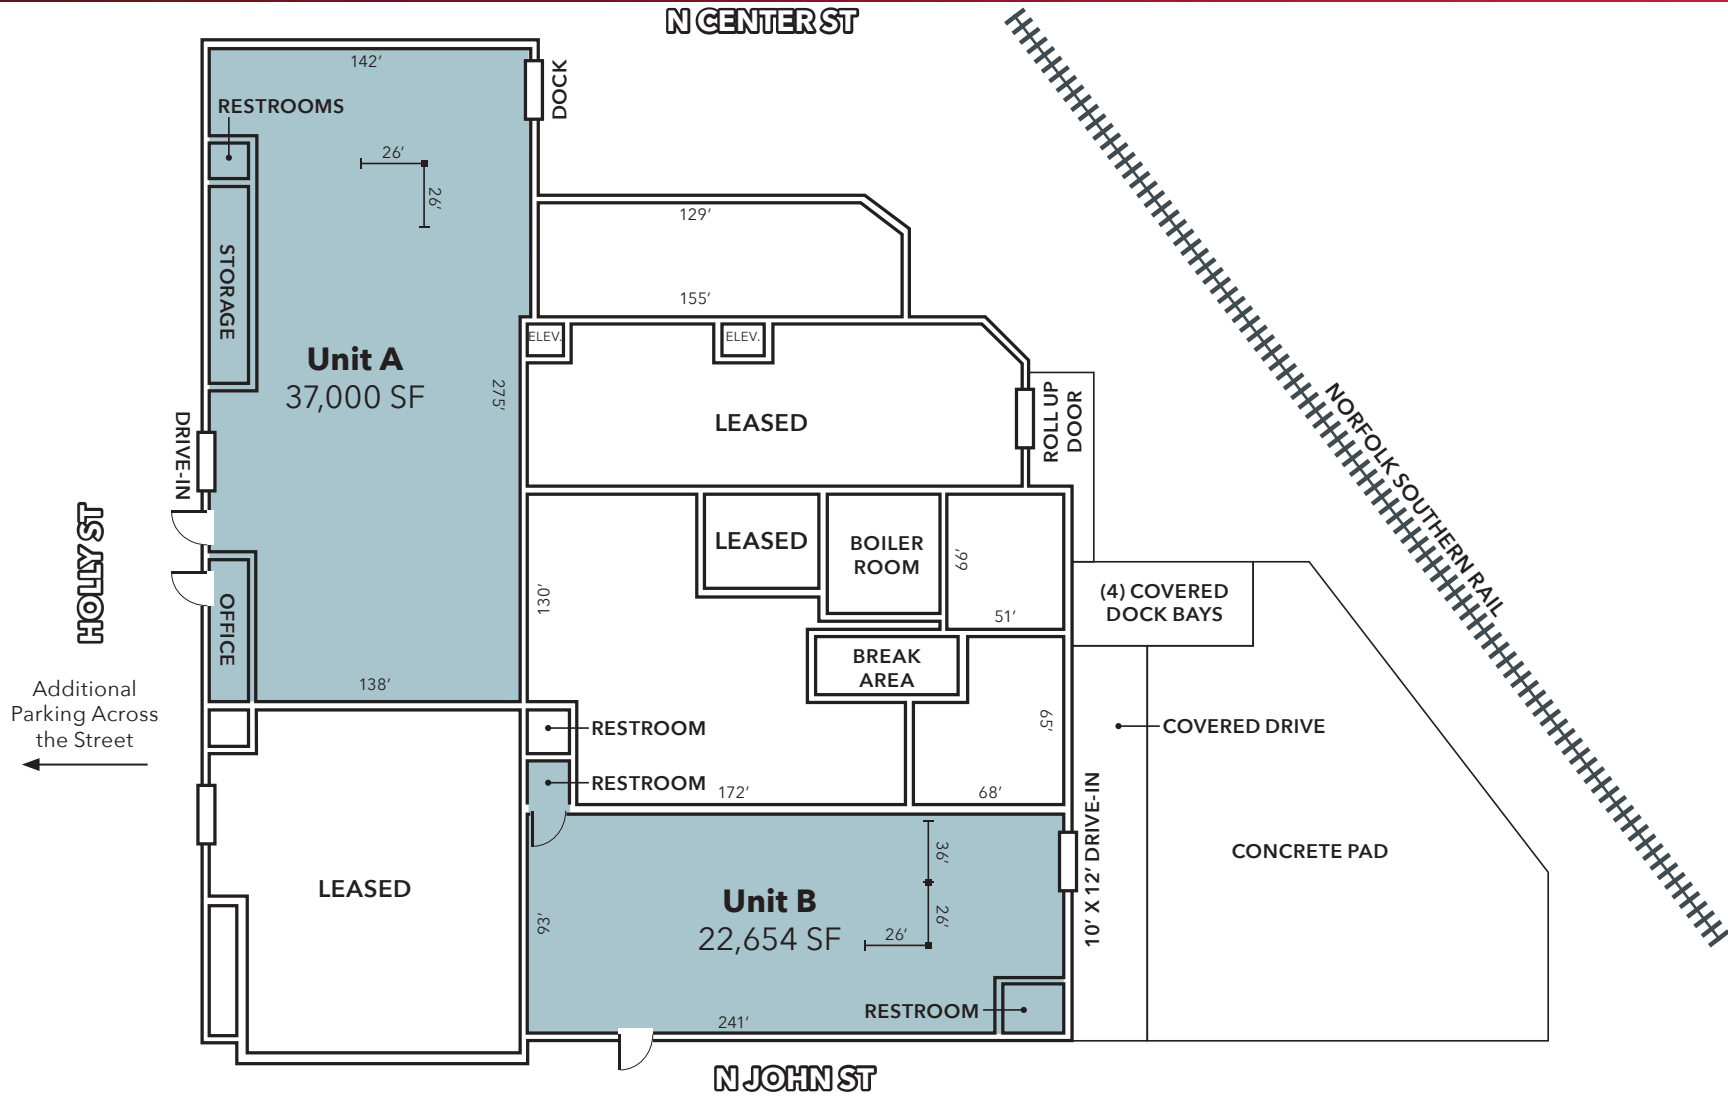 N CENTER ST
142’
DOCK
RESTROOMS
26’
26’
129’
STORAGE
155’
ELEV.
ELEV.
Unit A
37,000 SF
275’
LEASED
ROLL UP
DOOR
DRIVE-IN
NORFOLK SOUTHERN RAIL
HOLLY ST
LEASED
BOILER
ROOM
69’
130’
51’
(4) COVERED
DOCK BAYS
OFFICE
BREAK
AREA
138’
Additional
Parking Across
the Street
65’
RESTROOM
COVERED DRIVE
RESTROOM
172’
68’
10’ X 12’ DRIVE-IN
36’
CONCRETE PAD
LEASED
Unit B
22,654 SF
93’
26’
26’
RESTROOM
241’
N JOHN ST